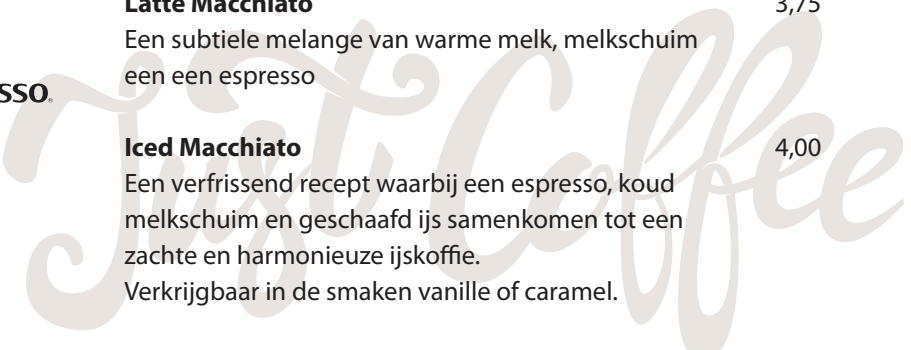 Latte Macchiato 3,75
Een subtiele melange van warme melk, melkschuim
een een espresso
SSO®
Iced Macchiato 4,00
Een verfrissend recept waarbij een espresso, koud
melkschuim en geschaafd ijs samenkomen tot een
zachte en harmonieuze ijskoffie.
Verkrijgbaar in de smaken vanille of caramel.
Just Coffee